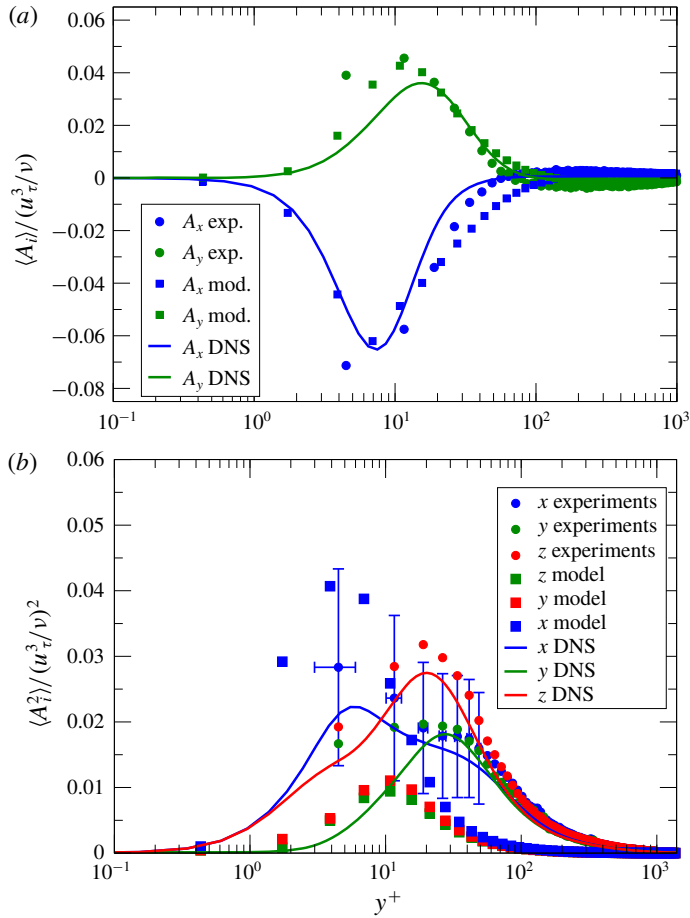 (a)
0.06
0.04
0.02
0
−0.02
−0.04
−0.06
−0.08
⟨A_i⟩/(u_τ^3/ν)
A_x exp.
A_y exp.
A_x mod.
A_y mod.
A_x DNS
A_y DNS
10^−1 10^0 10^1 10^2 10^3
(b)
0.06
0.05
0.04
0.03
0.02
0.01
0
⟨A_i^2⟩/(u_τ^3/ν)^2
x experiments
y experiments
z experiments
z model
y model
x model
x DNS
y DNS
z DNS
10^−1 10^0 10^1 10^2 10^3
y^+